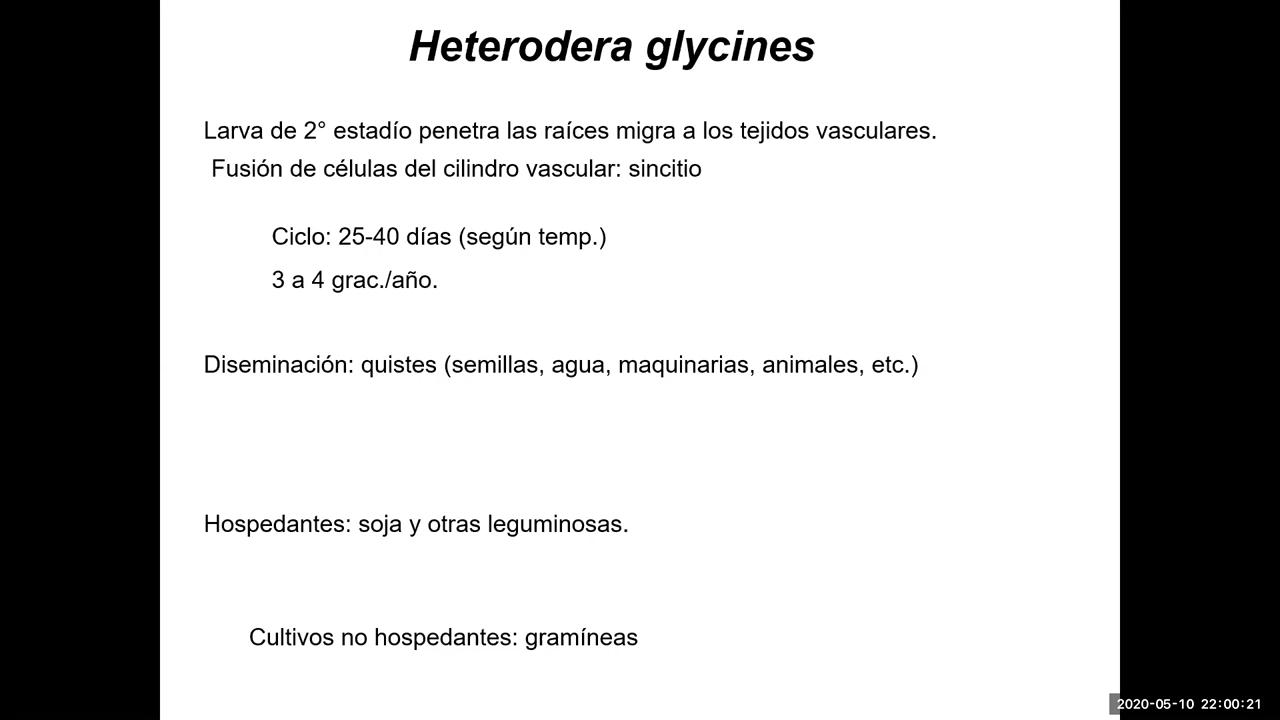 Heterodera glycines
Larva de 2° estadío penetra las raíces migra a los tejidos vasculares.
Fusión de células del cilindro vascular: sincitio
Ciclo: 25-40 días (según temp.)
3 a 4 grac./año.
Diseminación: quistes (semillas, agua, maquinarias, animales, etc.)
Hospedantes: soja y otras leguminosas.
Cultivos no hospedantes: gramíneas
2020-05-10 22:00:21